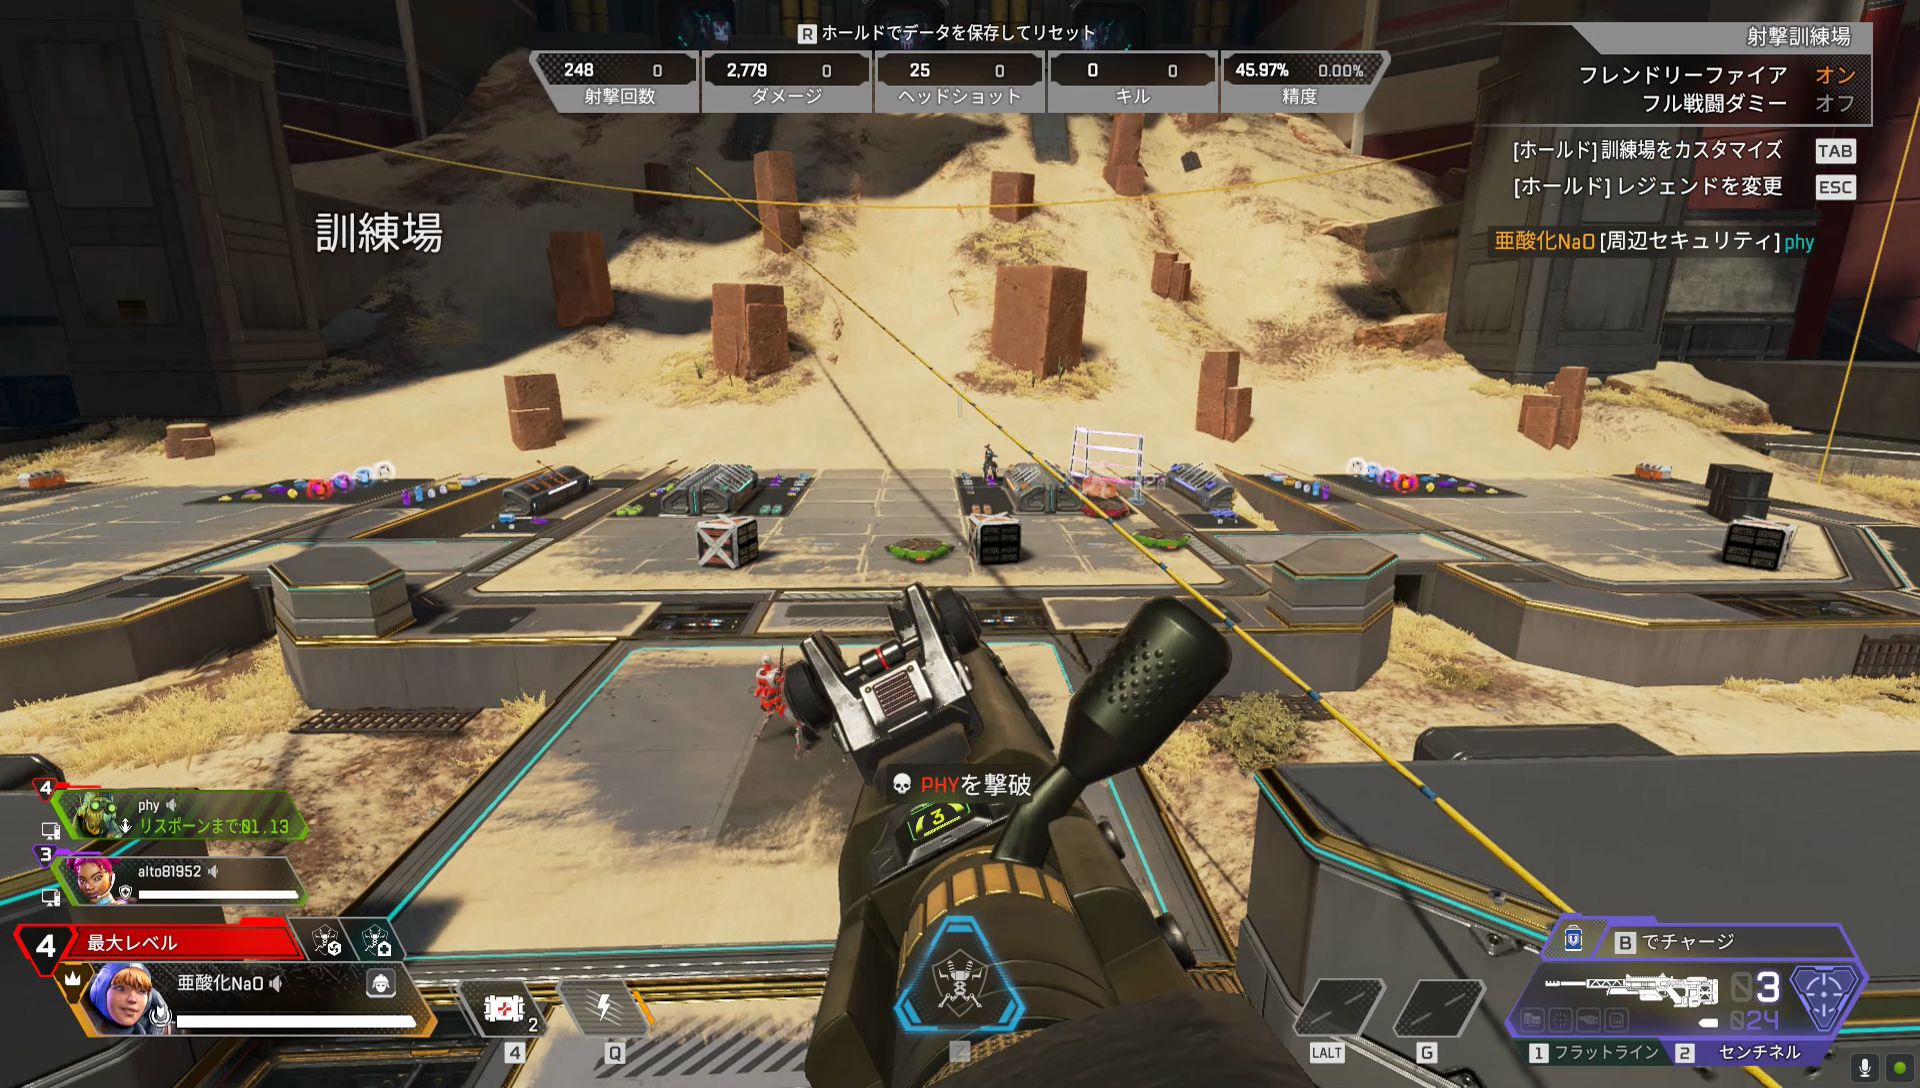 R ホールドでデータを保存してリセット
248 0 2,779 0 25 0 0 0 45.97% 0.00%
射撃回数 ダメージ ヘッドショット キル 精度
射撃訓練場
フレンドリーファイア オン
フル戦闘ダミー オフ
[ホールド]訓練場をカスタマイズ TAB
[ホールド]レジェンドを変更 ESC
亜酸化NaO [周辺セキュリティ] phy
訓練場
PHYを撃破
3
4 phy
リスポーンまで:01.13
3 alto81952
4 最大レベル
亜酸化NaO
2
4 Q
Z
LALT G
B でチャージ
03
024
1 フラットライン 2 センチネル